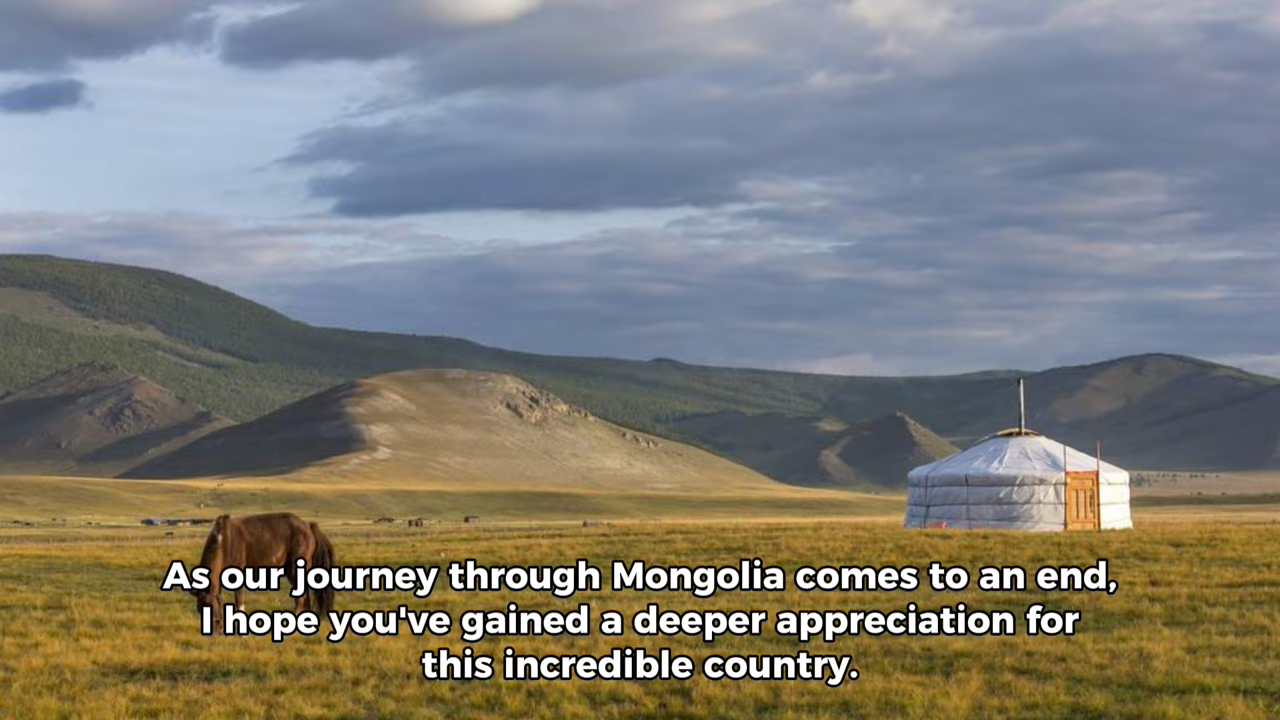 As our journey through Mongolia comes to an end,
I hope you've gained a deeper appreciation for
this incredible country.